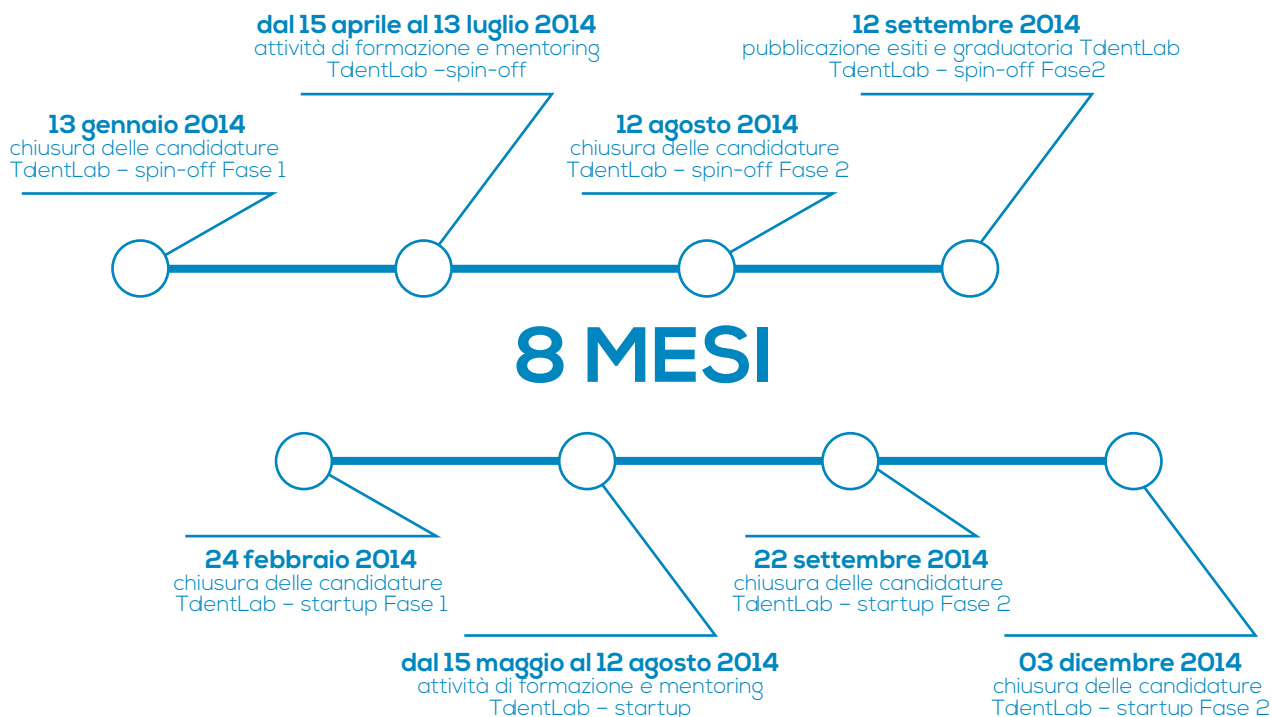 dal 15 aprile al 13 luglio 2014
attività di formazione e mentoring
TalentLab –spin-off
12 settembre 2014
pubblicazione esiti e graduatoria TalentLab
TalentLab – spin-off Fase2
13 gennaio 2014
chiusura delle candidature
TalentLab – spin-off Fase 1
12 agosto 2014
chiusura delle candidature
TalentLab – spin-off Fase 2
8 MESI
24 febbraio 2014
chiusura delle candidature
TalentLab – startup Fase 1
22 settembre 2014
chiusura delle candidature
TalentLab – startup Fase 2
dal 15 maggio al 12 agosto 2014
attività di formazione e mentoring
TalentLab – startup
03 dicembre 2014
chiusura delle candidature
TalentLab – startup Fase 2